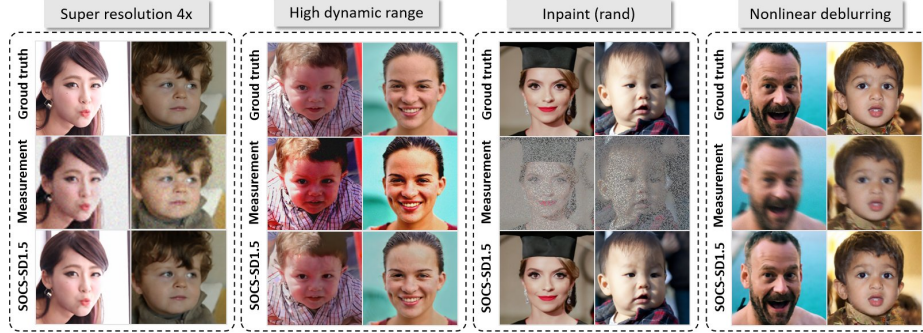 Super resolution 4x
High dynamic range
Inpaint (rand)
Nonlinear deblurring
Groud truth
Measurement
SOCS-SD1.5
Groud truth
Measurement
SOCS-SD1.5
Groud truth
Measurement
SOCS-SD1.5
Groud truth
Measurement
SOCS-SD1.5